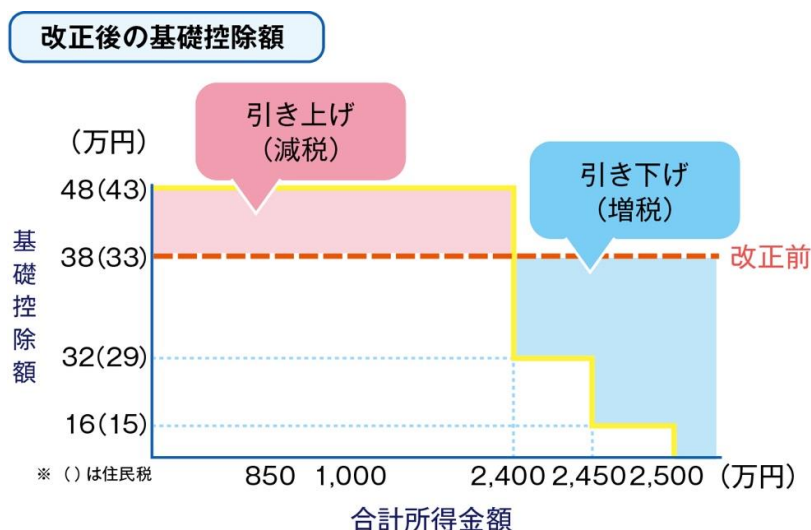 改正後の基礎控除額
引き上げ
(減税)
(万円)
引き下げ
(増税)
48(43)
38(33)
改正前
32(29)
16(15)
基礎控除額
※ ( )は住民税
850 1,000 2,400 2,450 2,500 (万円)
合計所得金額